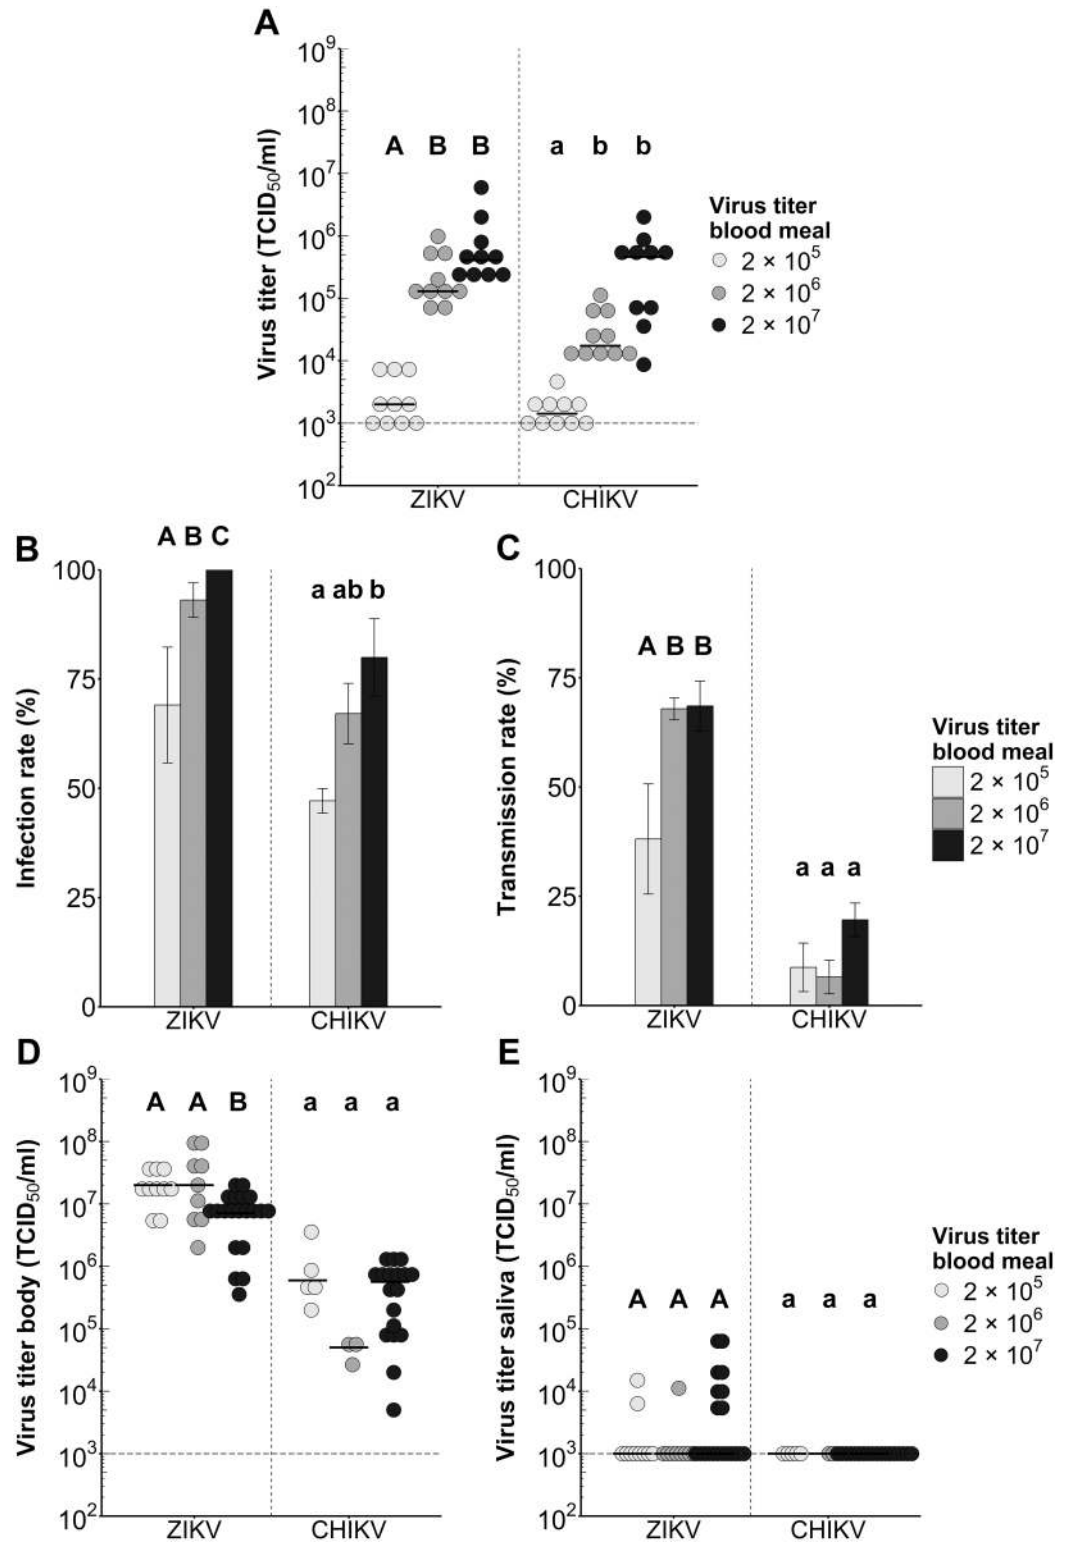 A
10⁹
10⁸
10⁷
10⁶
10⁵
10⁴
10³
10²
Virus titer (TCID₅₀/ml)
A B B a b b
ZIKV CHIKV
Virus titer
blood meal
2 × 10⁵
2 × 10⁶
2 × 10⁷
B
100
75
50
25
0
Infection rate (%)
A B C
a ab b
ZIKV CHIKV
C
100
75
50
25
0
Transmission rate (%)
A B B
a a a
ZIKV CHIKV
Virus titer
blood meal
2 × 10⁵
2 × 10⁶
2 × 10⁷
D
10⁹
10⁸
10⁷
10⁶
10⁵
10⁴
10³
10²
Virus titer body (TCID₅₀/ml)
A A B a a a
ZIKV CHIKV
E
10⁹
10⁸
10⁷
10⁶
10⁵
10⁴
10³
10²
Virus titer saliva (TCID₅₀/ml)
A A A a a a
ZIKV CHIKV
Virus titer
blood meal
2 × 10⁵
2 × 10⁶
2 × 10⁷